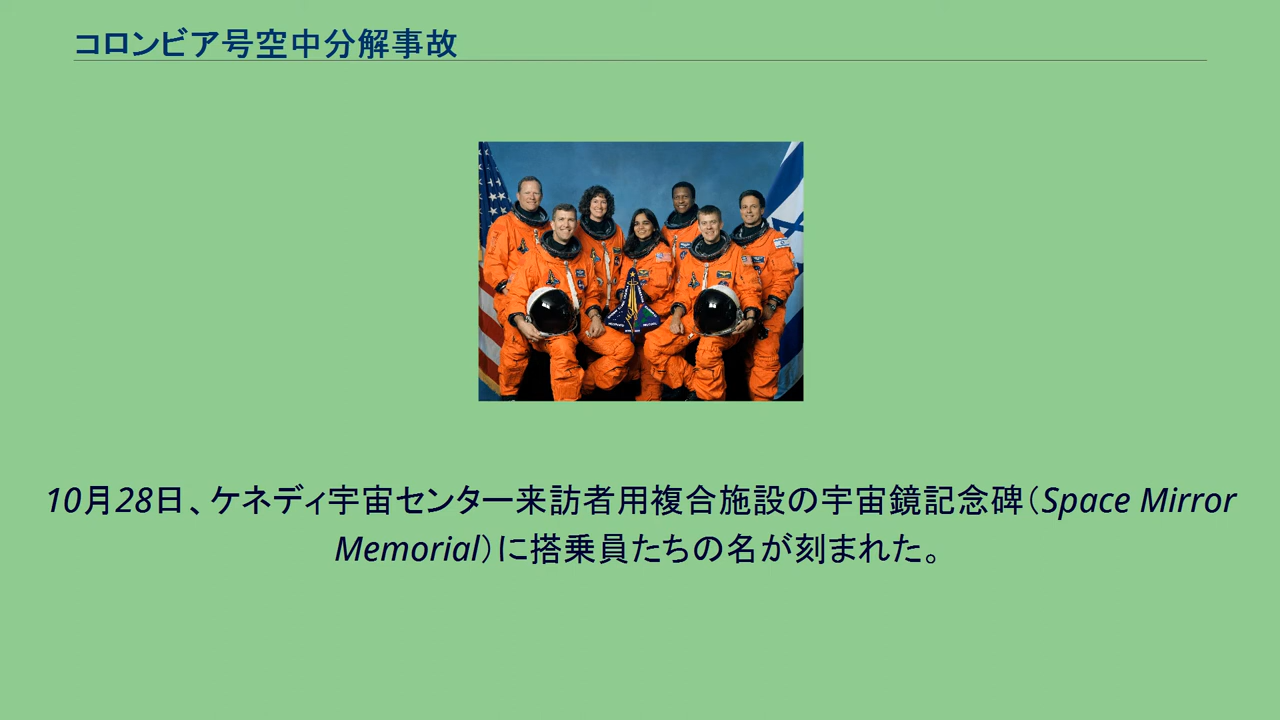 コロンビア号空中分解事故
10月28日、ケネディ宇宙センター来訪者用複合施設の宇宙鏡記念碑（Space Mirror
Memorial）に搭乗員たちの名が刻まれた。